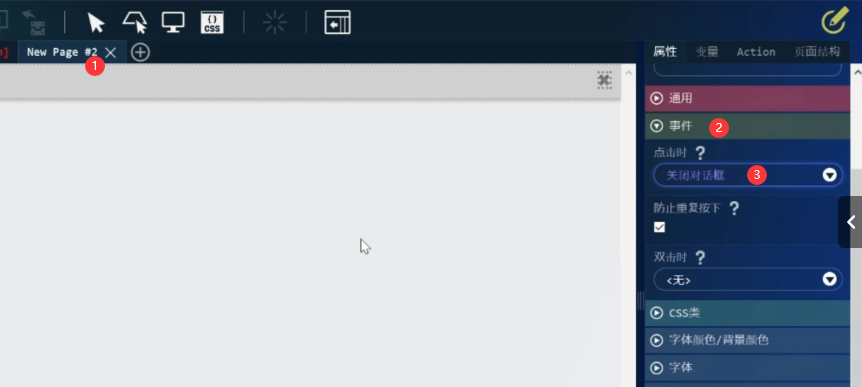 {} CSS
New Page #2
1
属性 变量 Action 页面结构
通用
事件 2
点击时 ?
关闭对话框 3
防止重复按下 ?
双击时 ?
<无>
CSS类
字体颜色/背景颜色
字体